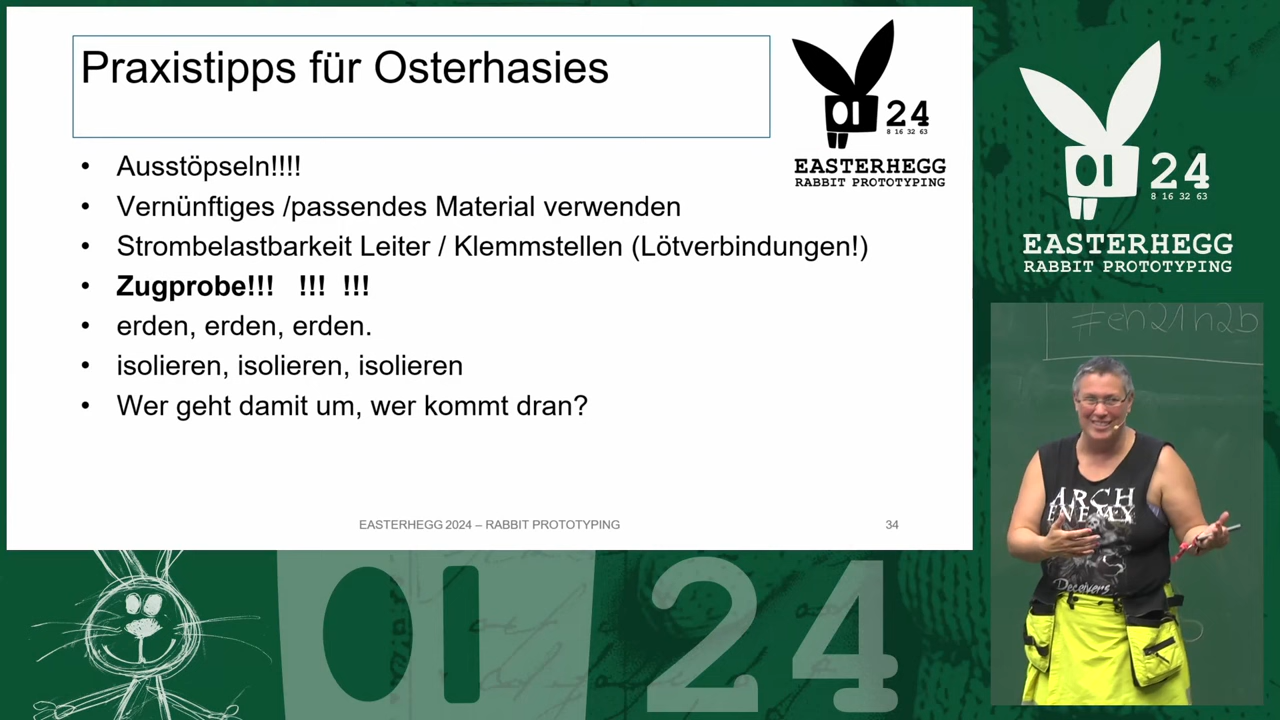 Praxistipps für Osterhasies
24
8 16 32 63
EASTERHEGG
RABBIT PROTOTYPING
• Ausstöpseln!!!!
• Vernünftiges /passendes Material verwenden
• Strombelastbarkeit Leiter / Klemmstellen (Lötverbindungen!)
• Zugprobe!!! !!! !!!
• erden, erden, erden.
• isolieren, isolieren, isolieren
• Wer geht damit um, wer kommt dran?
EASTERHEGG 2024 – RABBIT PROTOTYPING
34
24
8 16 32 63
EASTERHEGG
RABBIT PROTOTYPING
#eh21h2b
ARCH
ENEMY
Deceivers
24